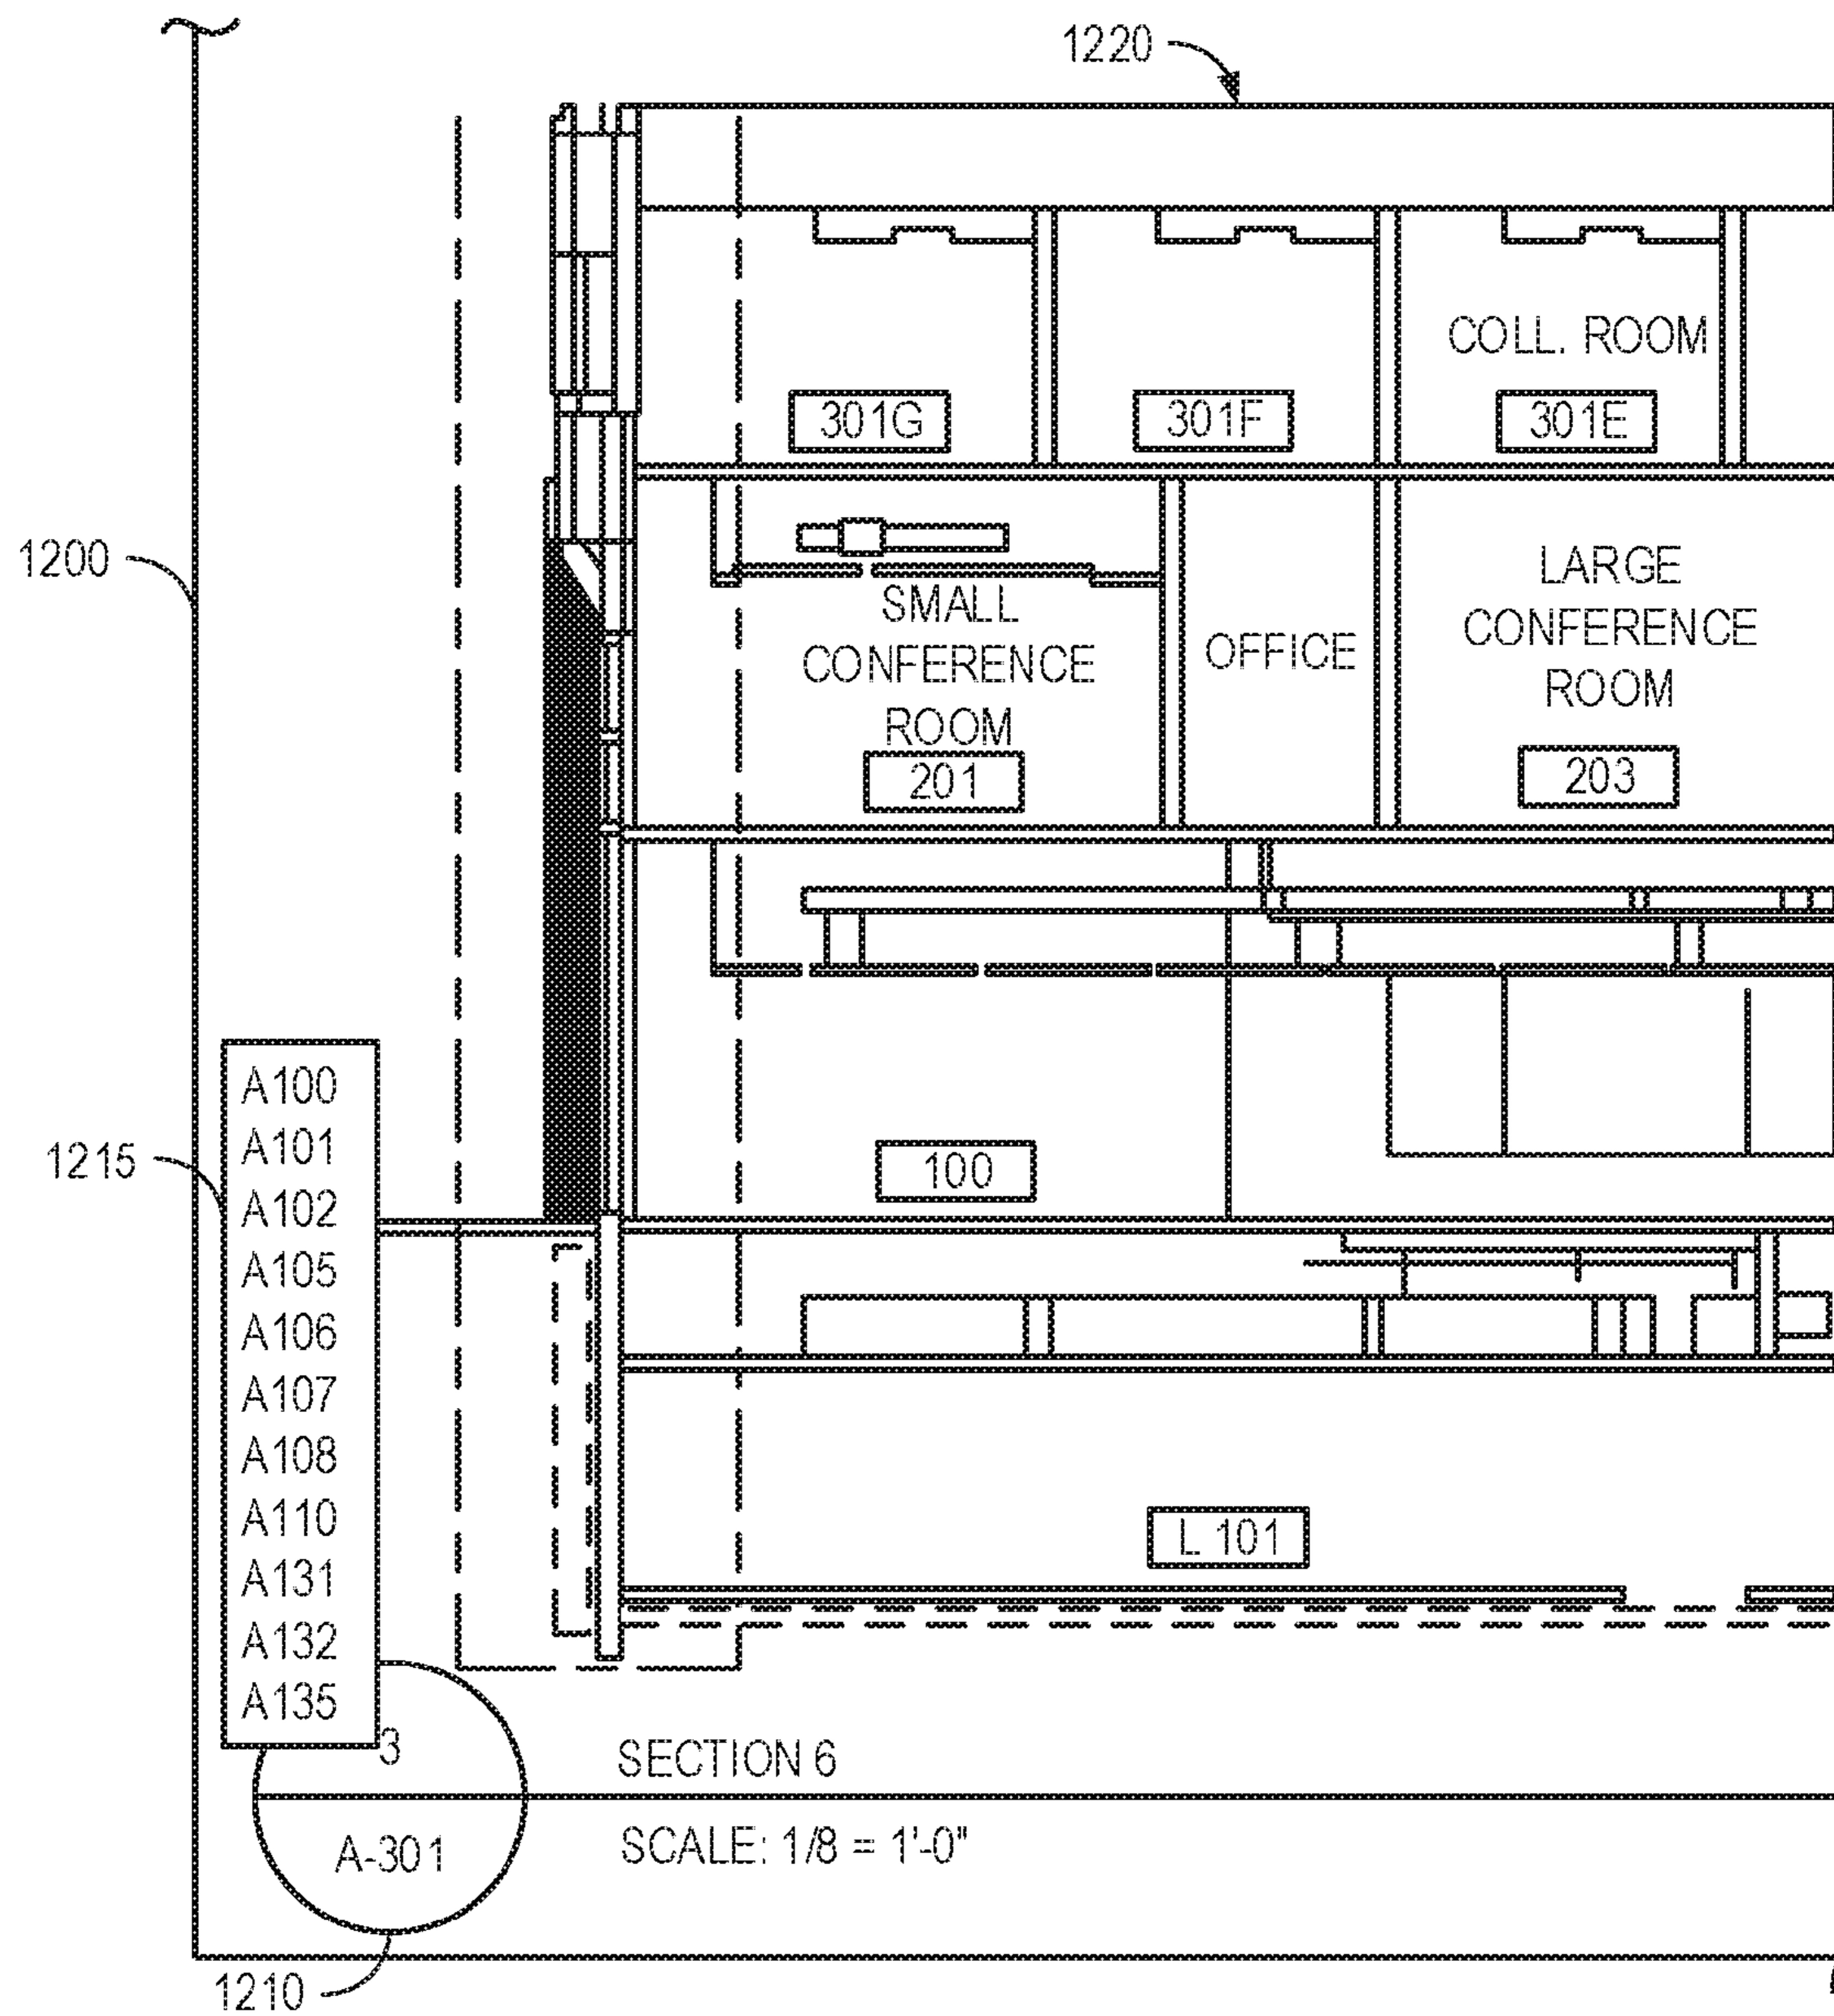 1220
COLL. ROOM
301G
301F
301E
1200
SMALL
CONFERENCE
ROOM
201
OFFICE
LARGE
CONFERENCE
ROOM
203
1215
A100
A101
A102
A105
A106
A107
A108
A110
A131
A132
A135
100
L 101
3
A-301
SECTION 6
SCALE: 1/8 = 1'-0"
1210